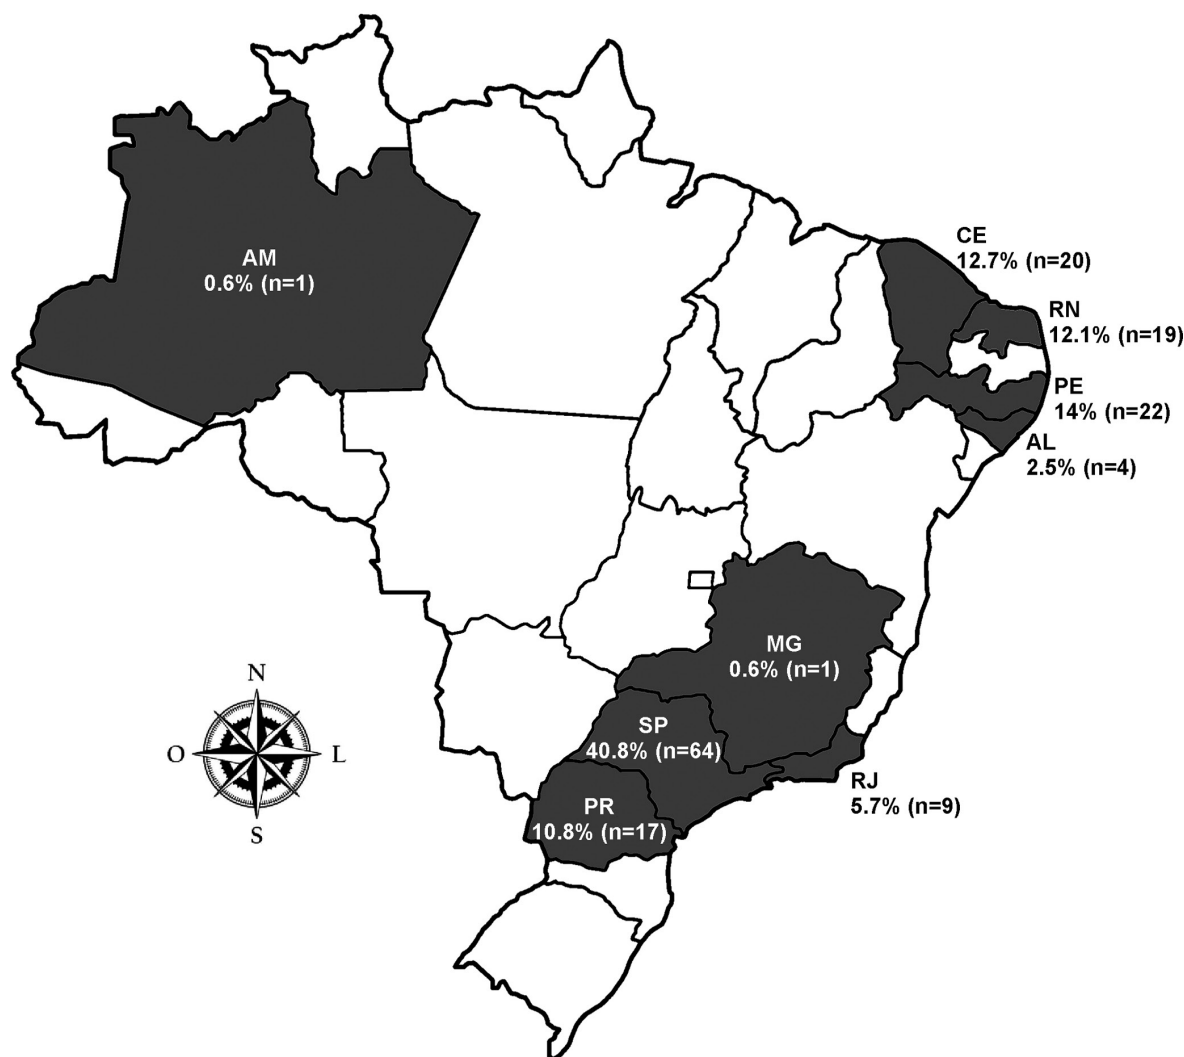 CE
12.7% (n=20)
AM
0.6% (n=1)
RN
12.1% (n=19)
PE
14% (n=22)
AL
2.5% (n=4)
MG
0.6% (n=1)
N
O
L
S
SP
40.8% (n=64)
RJ
5.7% (n=9)
PR
10.8% (n=17)